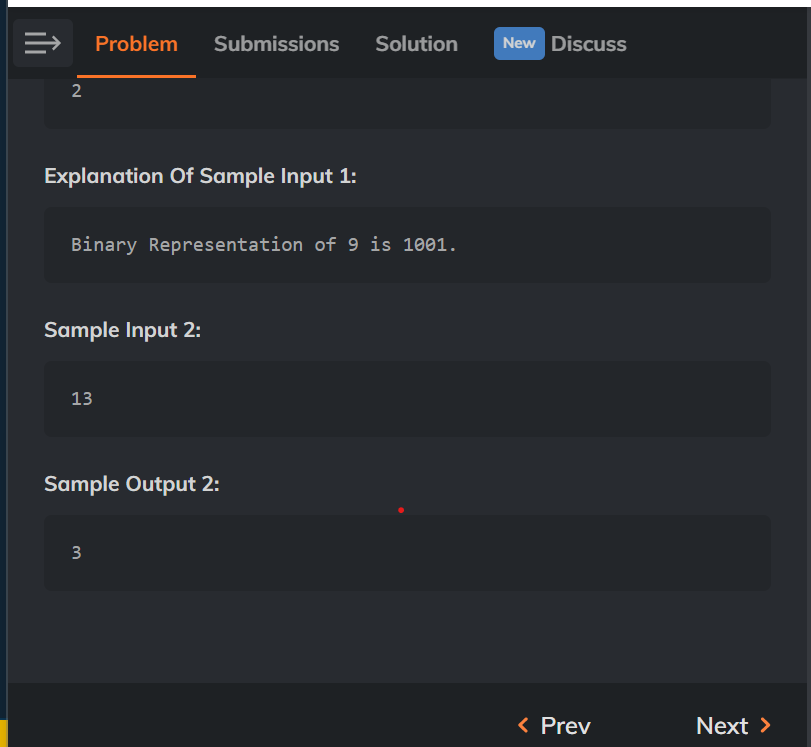 Problem Submissions Solution New Discuss
2
Explanation Of Sample Input 1:
Binary Representation of 9 is 1001.
Sample Input 2:
13
Sample Output 2:
3
Prev Next